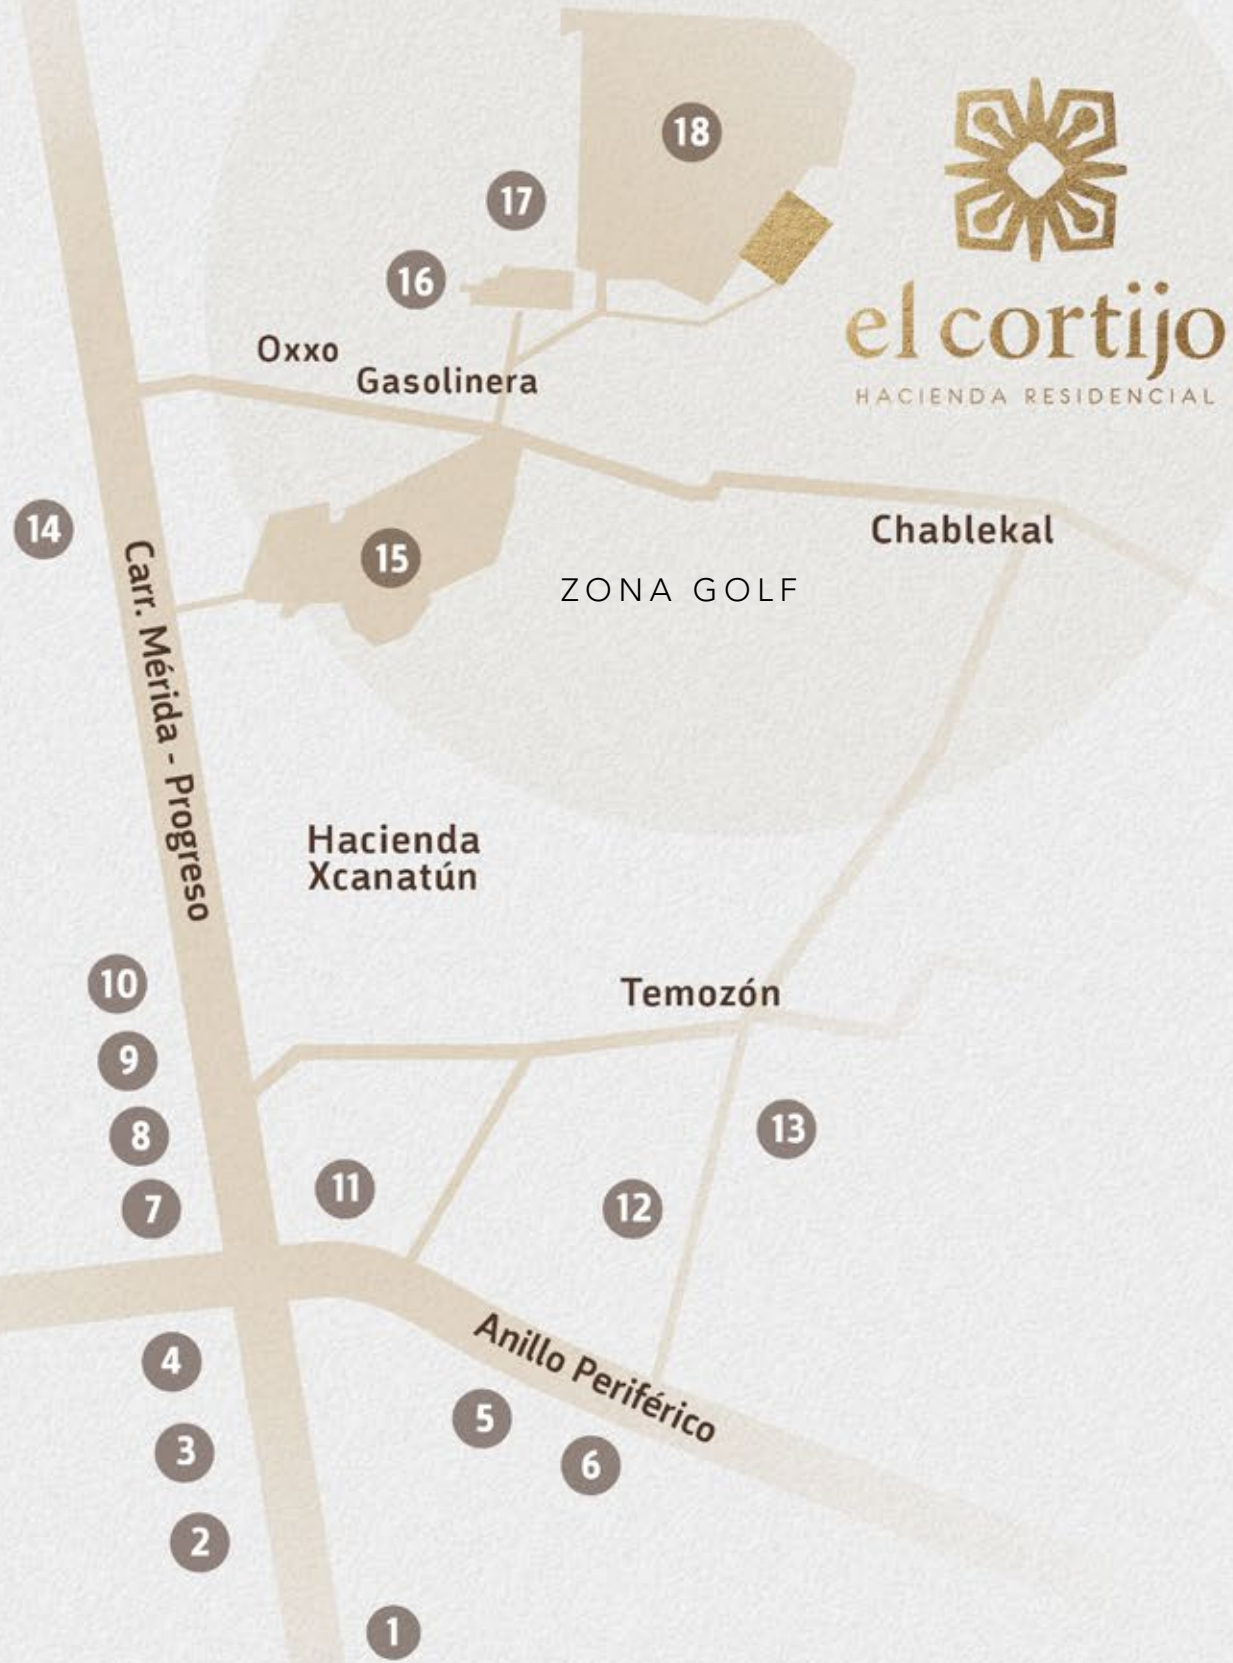 18
17
16
el cortijo
HACIENDA RESIDENCIAL
Oxxo
Gasolinera
14
15
Chablekal
ZONA GOLF
Carr. Mérida - Progreso
Hacienda
Xcanatún
10
Temozón
9
8
13
11
7
12
Anillo Periférico
4
5
3
6
2
1